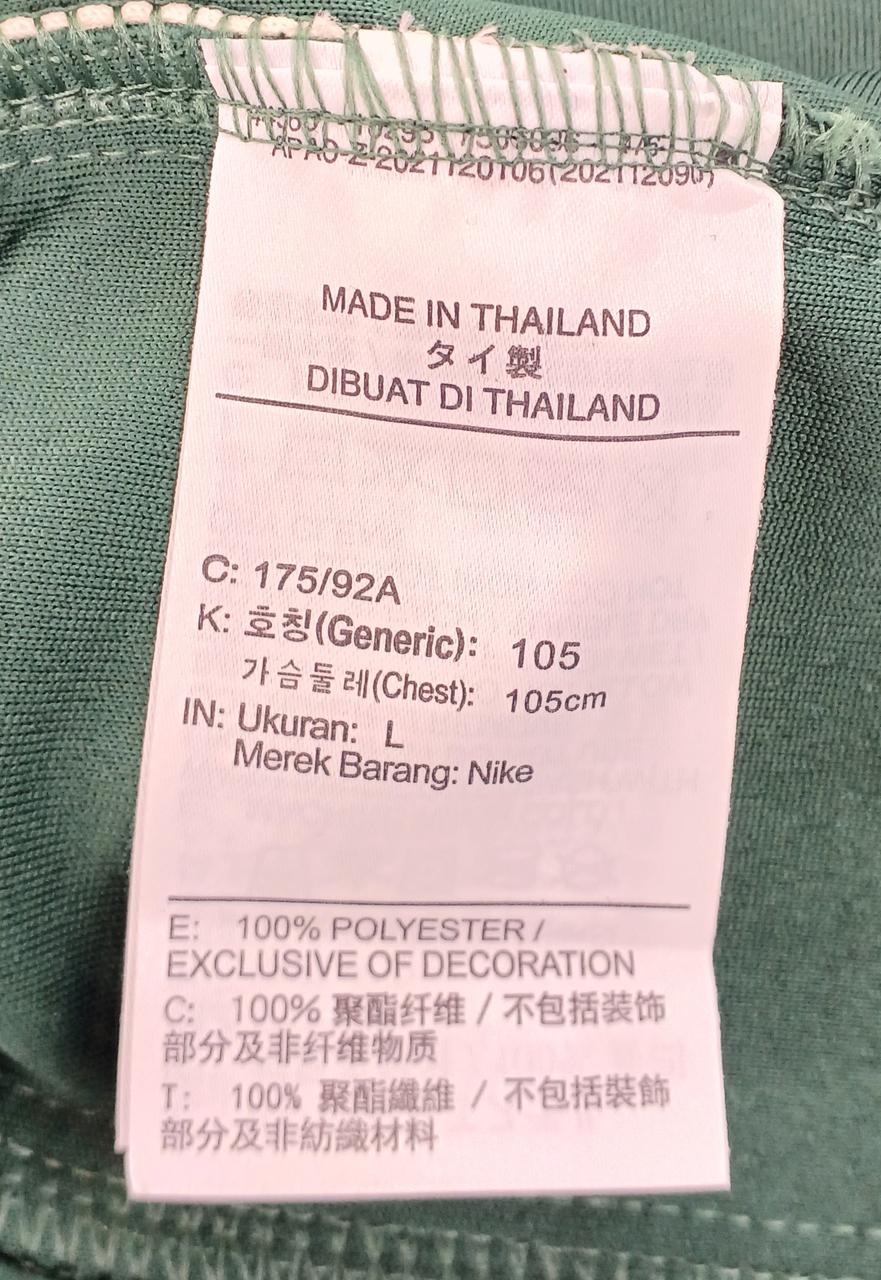 APAO-Z-2021120106(202112090)
MADE IN THAILAND
タイ製
DIBUAT DI THAILAND
C: 175/92A
K: 호칭(Generic): 105
가슴둘레(Chest): 105cm
IN: Ukuran: L
Merek Barang: Nike
E: 100% POLYESTER /
EXCLUSIVE OF DECORATION
C: 100% 聚酯纤维 / 不包括装饰
部分及非纤维物质
T: 100% 聚酯纖維 / 不包括裝飾
部分及非紡織材料